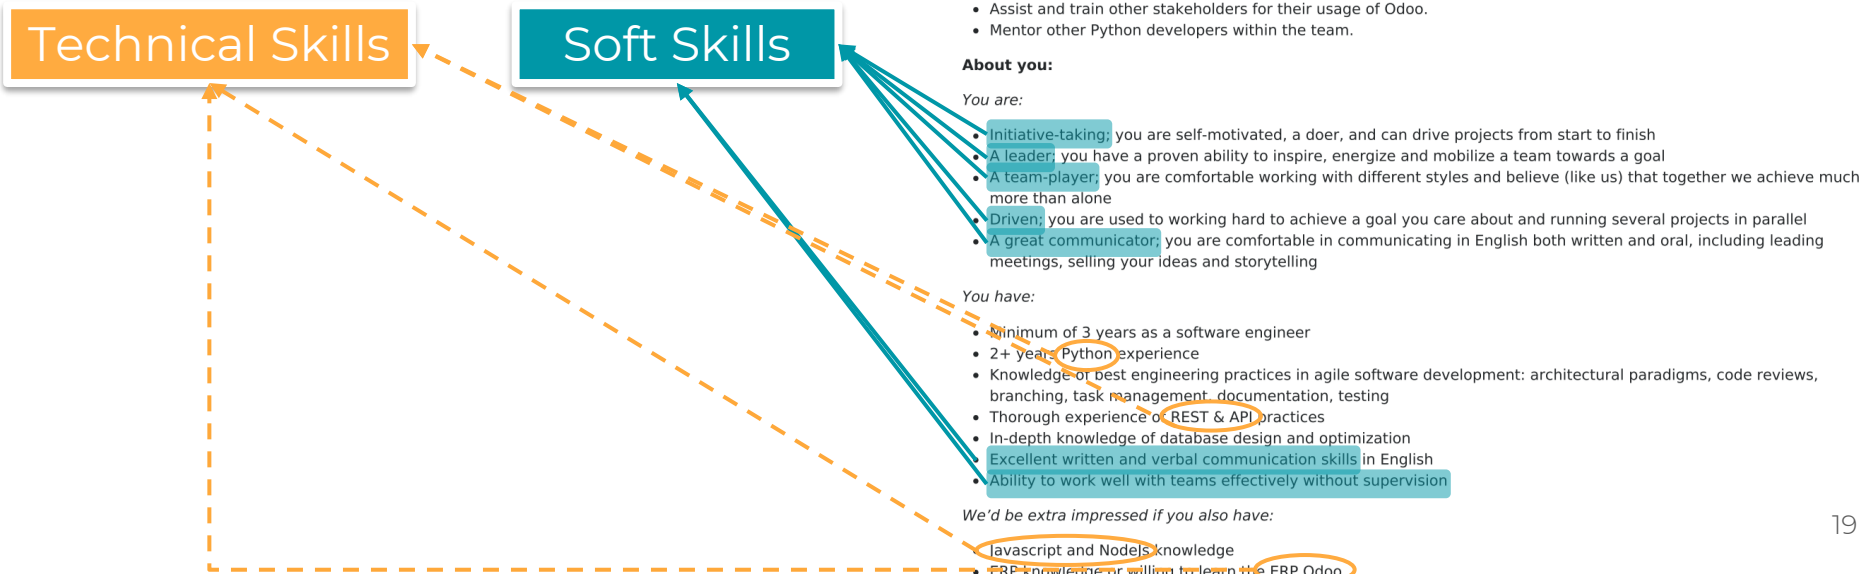 Technical Skills
Soft Skills
• Assist and train other stakeholders for their usage of Odoo.
• Mentor other Python developers within the team.
About you:
You are:
• Initiative-taking; you are self-motivated, a doer, and can drive projects from start to finish
• A leader; you have a proven ability to inspire, energize and mobilize a team towards a goal
• A team-player; you are comfortable working with different styles and believe (like us) that together we achieve much
more than alone
• Driven; you are used to working hard to achieve a goal you care about and running several projects in parallel
• A great communicator; you are comfortable in communicating in English both written and oral, including leading
meetings, selling your ideas and storytelling
You have:
• Minimum of 3 years as a software engineer
• 2+ years Python experience
• Knowledge of best engineering practices in agile software development: architectural paradigms, code reviews,
branching, task management, documentation, testing
• Thorough experience of REST & API practices
• In-depth knowledge of database design and optimization
• Excellent written and verbal communication skills in English
• Ability to work well with teams effectively without supervision
We'd be extra impressed if you also have:
• Javascript and NodeJs knowledge
• ERP knowledge or willing to learn the ERP Odoo
19